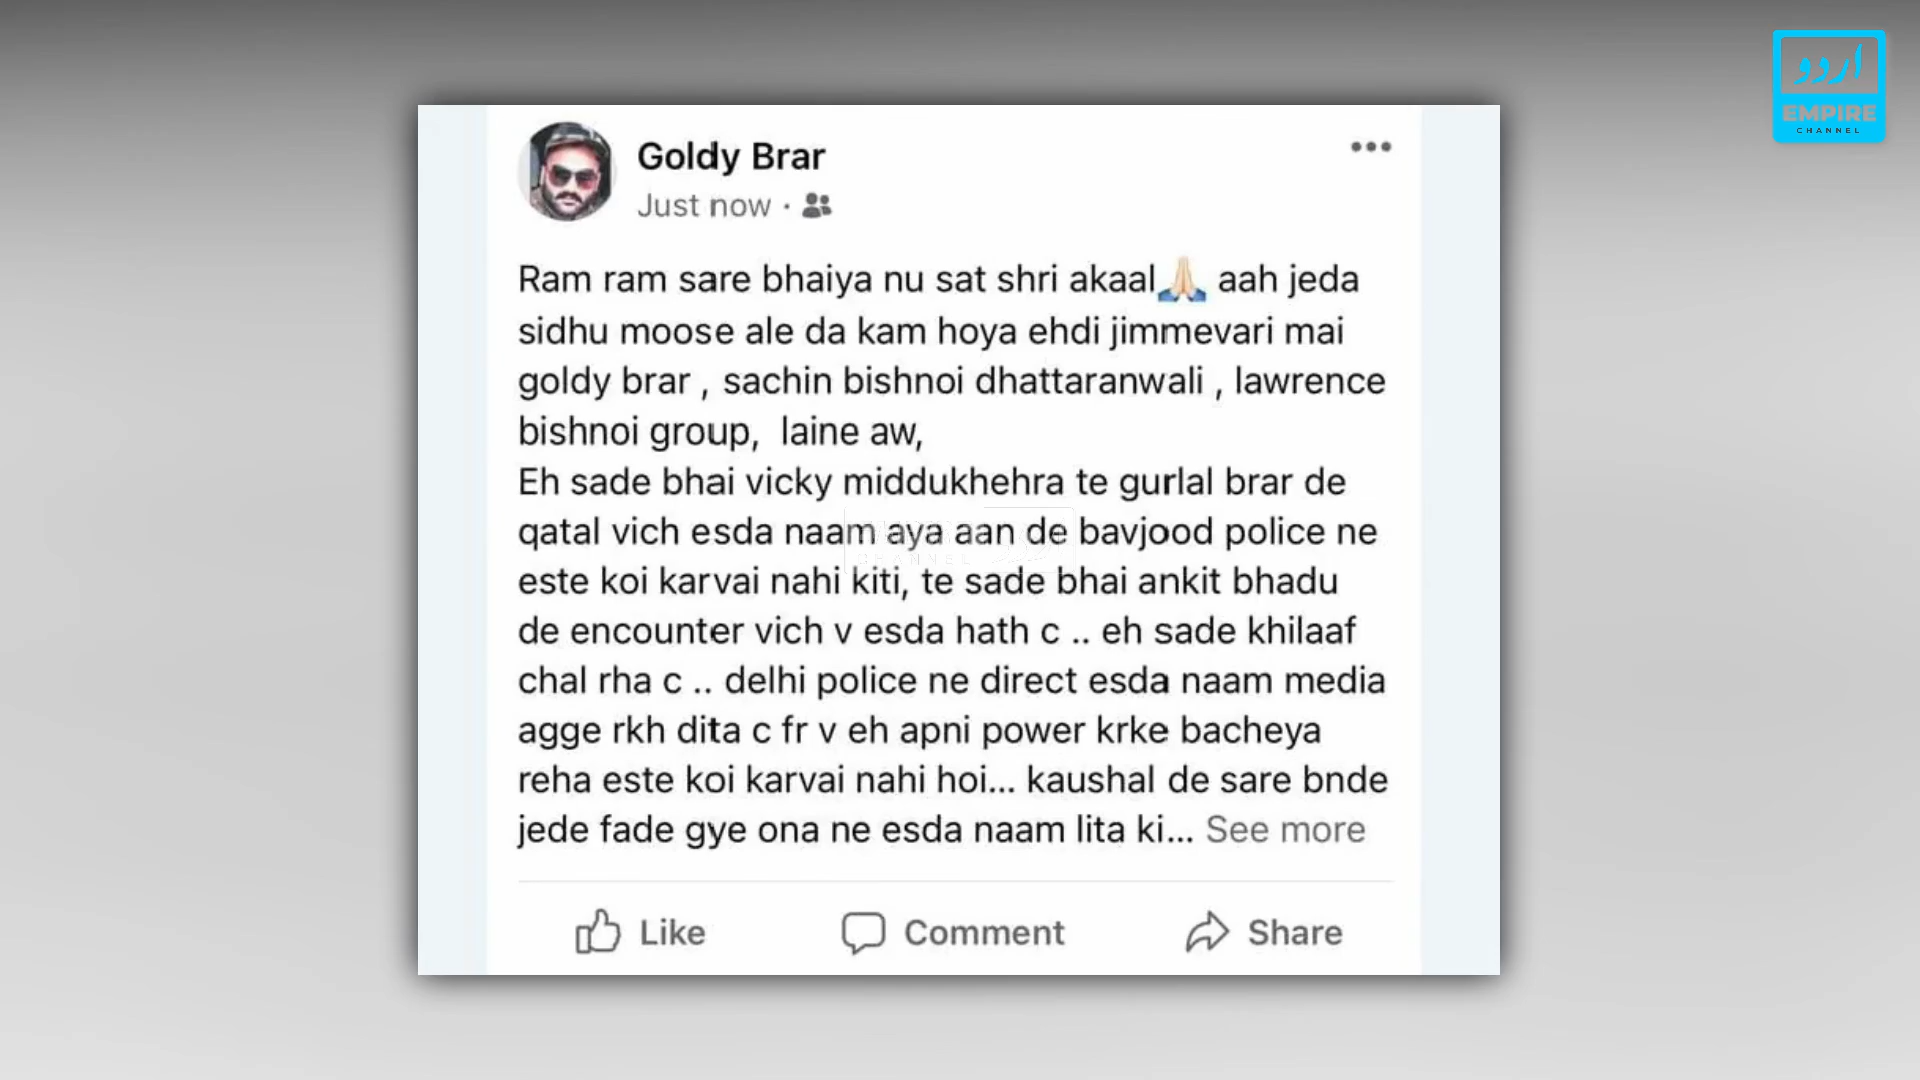 اردو
EMPIRE
CHANNEL
Goldy Brar
Just now ·
Ram ram sare bhaiya nu sat shri akaal🙏🏻 aah jeda
sidhu moose ale da kam hoya ehdi jimmevari mai
goldy brar , sachin bishnoi dhattaranwali , lawrence
bishnoi group,  laine aw,
Eh sade bhai vicky middukhehra te gurlal brar de
qatal vich esda naam aya aan de bavjood police ne
este koi karvai nahi kiti, te sade bhai ankit bhadu
de encounter vich v esda hath c .. eh sade khilaaf
chal rha c .. delhi police ne direct esda naam media
agge rkh dita c fr v eh apni power krke bacheya
reha este koi karvai nahi hoi... kaushal de sare bnde
jede fade gye ona ne esda naam lita ki... See more
Like Comment Share